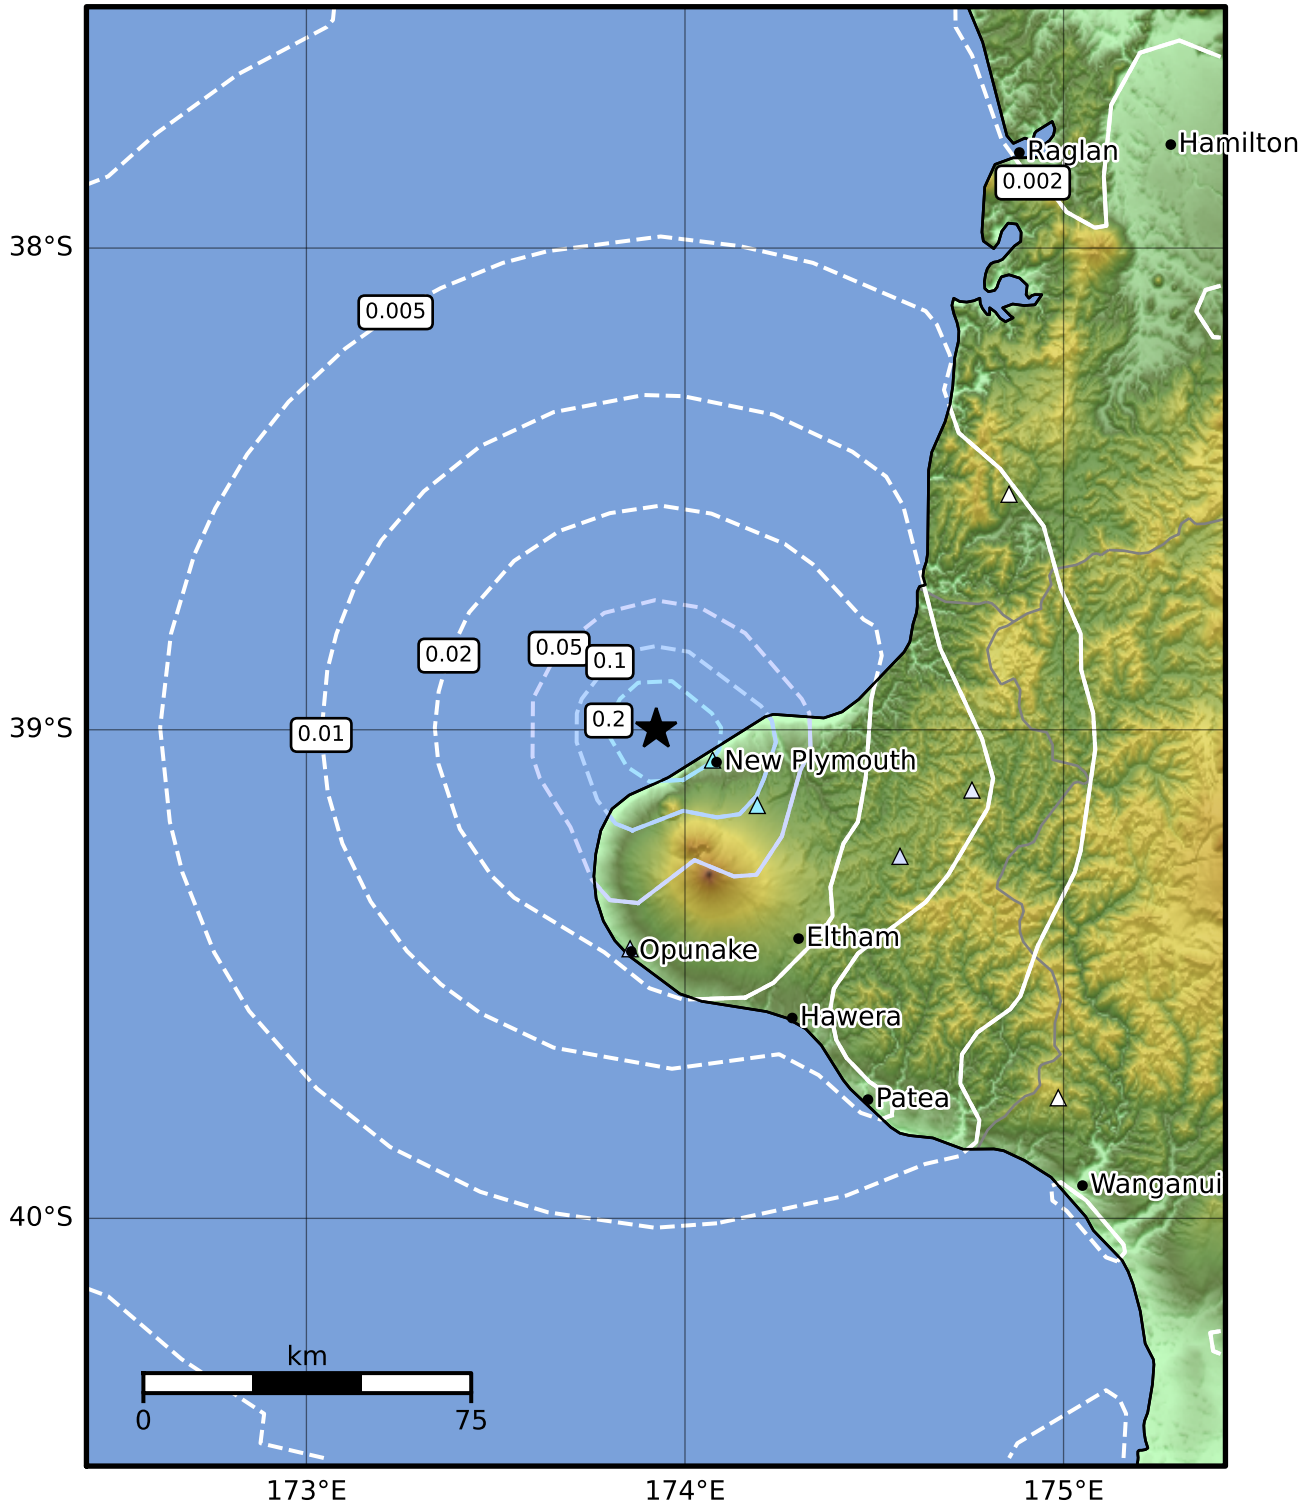 Raglan
Hamilton
0.002
38°S
0.005
0.02
0.05
0.1
0.2
39°S
0.01
New Plymouth
Eltham
Opunake
Hawera
Patea
Wanganui
40°S
km
0
75
173°E
174°E
175°E